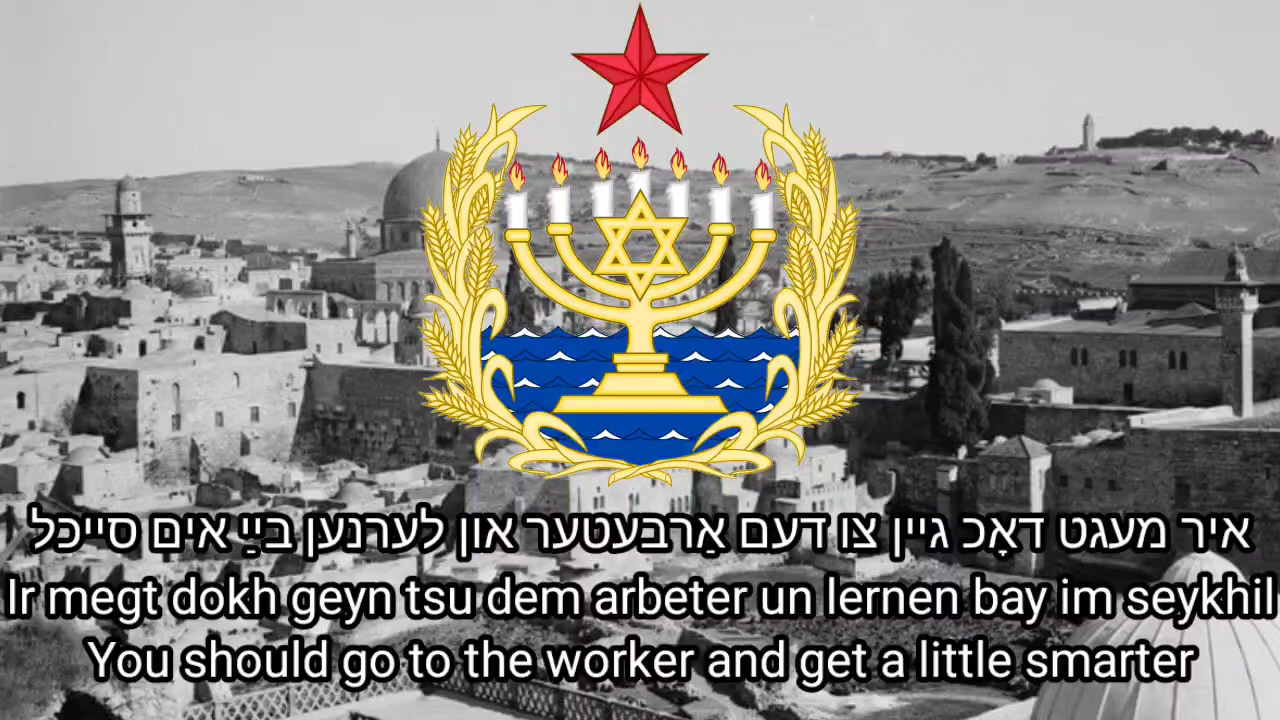 איר מעגט דאָכ גיין צו דעם אַרבעטער און לערנען בײַ אים סייכל
Ir megt dokh geyn tsu dem arbeter un lernen bay im seykhil
You should go to the worker and get a little smarter